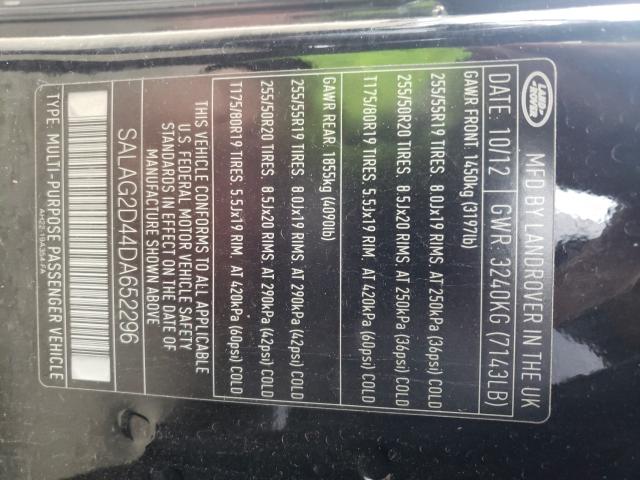 LAND
ROVER
MFD BY LANDROVER IN THE UK
DATE: 10/12 GWR: 3240KG (7143LB)
GAWR FRONT: 1450kg (3197lb)
255/55R19 TIRES. 8.0Jx19 RIMS. AT 250kPa (36psi) COLD
255/50R20 TIRES. 8.5Jx20 RIMS. AT 250kPa (36psi) COLD
T175/80R19 TIRES. 5.5Jx19 RIM. AT 420kPa (60psi) COLD
GAWR REAR: 1855kg (4090lb)
255/55R19 TIRES. 8.0Jx19 RIMS. AT 290kPa (42psi) COLD
255/50R20 TIRES. 8.5Jx20 RIMS. AT 290kPa (42psi) COLD
T175/80R19 TIRES. 5.5Jx19 RIM. AT 420kPa (60psi) COLD
THIS VEHICLE CONFORMS TO ALL APPLICABLE
U S FEDERAL MOTOR VEHICLE SAFETY
STANDARDS IN EFFECT ON THE DATE OF
MANUFACTURE SHOWN ABOVE
SALAG2D44DA652296
TYPE: MULTI-PURPOSE PASSENGER VEHICLE